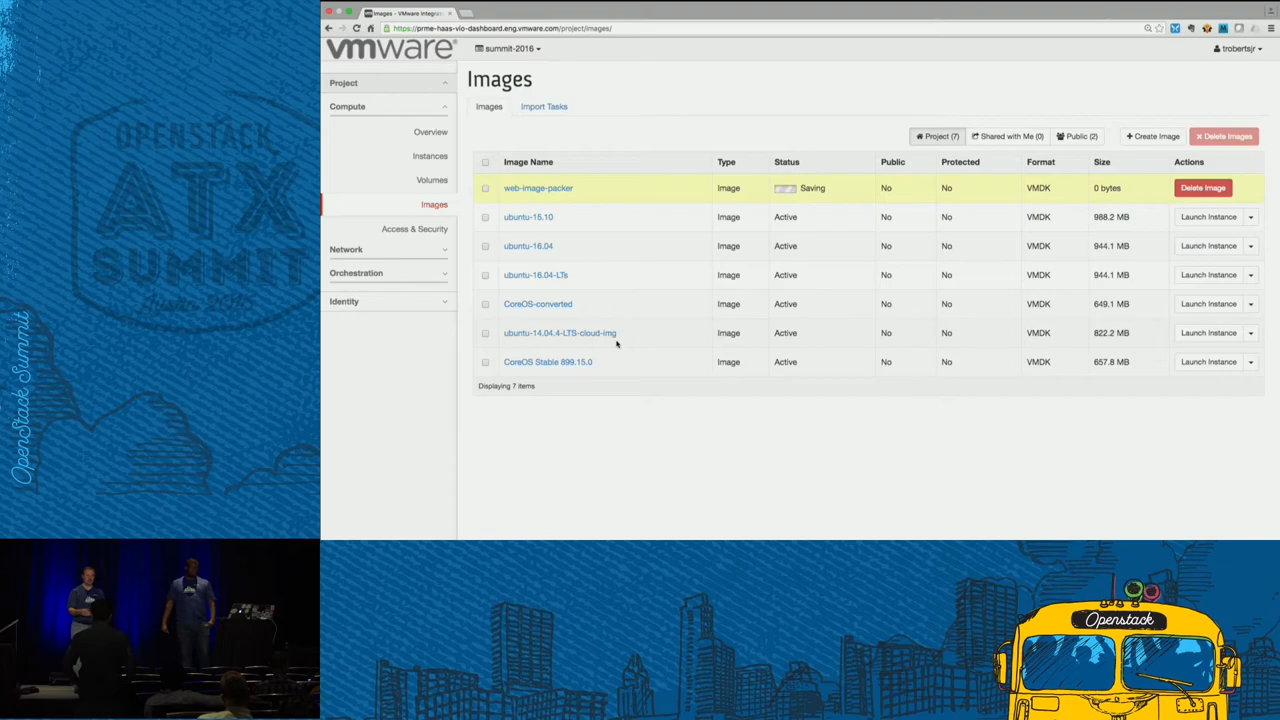 Images - VMware Integra
https://prme-haas-vio-dashboard.eng.vmware.com/project/images/
vmware
summit-2016
trobertsjr
Project
Compute
Overview
Instances
Volumes
Images
Access & Security
Network
Orchestration
Identity
Images
Images Import Tasks
Project (7) Shared with Me (0) Public (2) + Create Image × Delete Images
Image Name Type Status Public Protected Format Size Actions
web-image-packer Image Saving No No VMDK 0 bytes Delete Image
ubuntu-15.10 Image Active No No VMDK 988.2 MB Launch Instance
ubuntu-16.04 Image Active No No VMDK 944.1 MB Launch Instance
ubuntu-16.04-LTs Image Active No No VMDK 944.1 MB Launch Instance
CoreOS-converted Image Active No No VMDK 649.1 MB Launch Instance
ubuntu-14.04.4-LTS-cloud-img Image Active No No VMDK 822.2 MB Launch Instance
CoreOS Stable 899.15.0 Image Active No No VMDK 657.8 MB Launch Instance
Displaying 7 items
OPENSTACK
ATX
SUMMIT
OpenStack Summit
Openstack